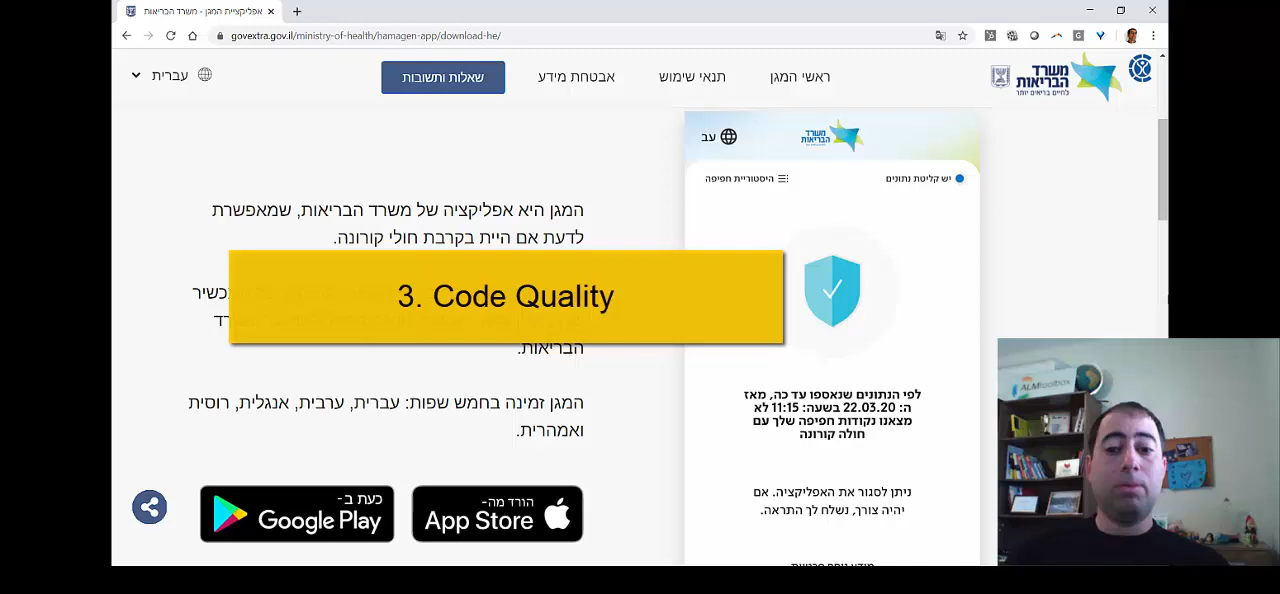 אפליקציית המגן - משרד הבריאות
govextra.gov.il/ministry-of-health/hamagen-app/download-he/
ראשי המגן
תנאי שימוש
אבטחת מידע
שאלות ותשובות
עברית
משרד
הבריאות
לחיים בריאים יותר
המגן היא אפליקציה של משרד הבריאות, שמאפשרת
לדעת אם היית בקרבת חולי קורונה.
3. Code Quality
הבריאות.
המגן זמינה בחמש שפות: עברית, ערבית, אנגלית, רוסית
ואמהרית.
הורד מה-
App Store
כעת ב-
Google Play
משרד
הבריאות
עב
יש קליטת נתונים
היסטוריית חפיפה
לפי הנתונים שנאספו עד כה, מאז
ה: 22.03.20 בשעה: 11:15 לא
מצאנו נקודות חפיפה שלך עם
חולה קורונה
ניתן לסגור את האפליקציה. אם
יהיה צורך, נשלח לך התראה.
ALMtoolbox